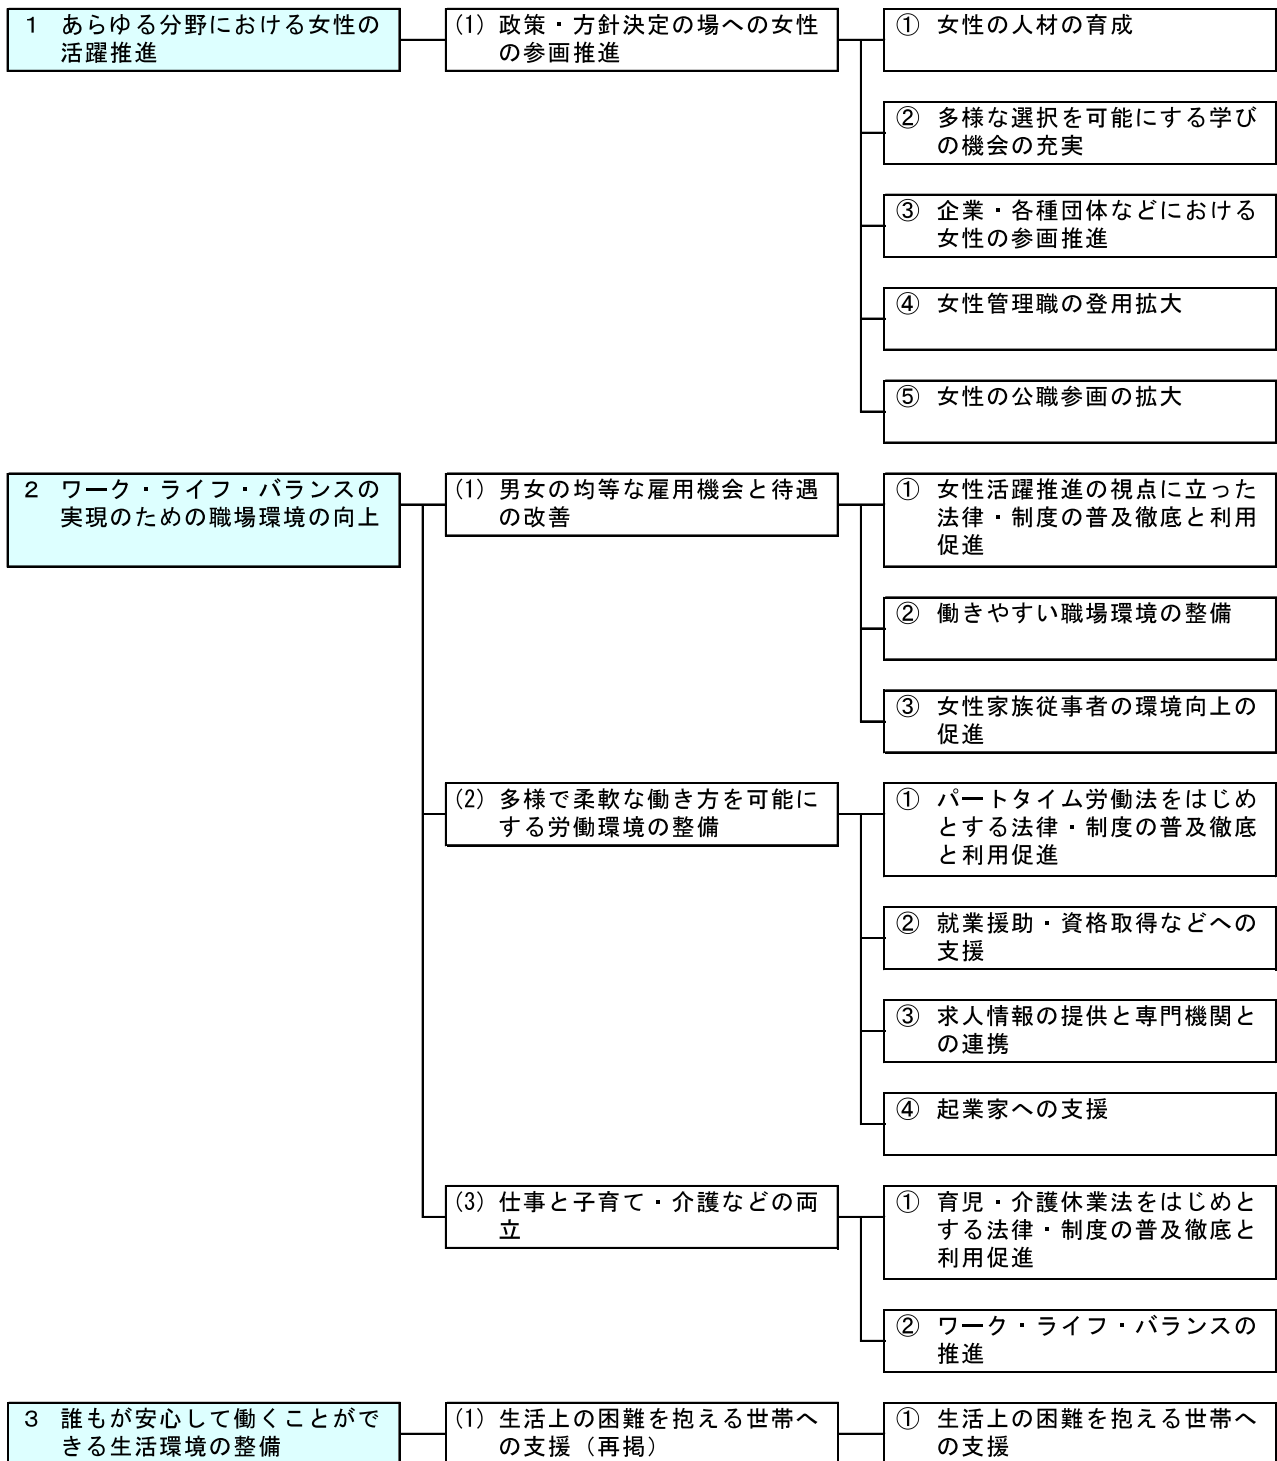 1 あらゆる分野における女性の
活躍推進
(1) 政策・方針決定の場への女性
の参画推進
① 女性の人材の育成
② 多様な選択を可能にする学び
の機会の充実
③ 企業・各種団体などにおける
女性の参画推進
④ 女性管理職の登用拡大
⑤ 女性の公職参画の拡大
2 ワーク・ライフ・バランスの
実現のための職場環境の向上
(1) 男女の均等な雇用機会と待遇
の改善
① 女性活躍推進の視点に立った
法律・制度の普及徹底と利用
促進
② 働きやすい職場環境の整備
③ 女性家族従事者の環境向上の
促進
(2) 多様で柔軟な働き方を可能に
する労働環境の整備
① パートタイム労働法をはじめ
とする法律・制度の普及徹底
と利用促進
② 就業援助・資格取得などへの
支援
③ 求人情報の提供と専門機関と
の連携
④ 起業家への支援
(3) 仕事と子育て・介護などの両
立
① 育児・介護休業法をはじめと
する法律・制度の普及徹底と
利用促進
② ワーク・ライフ・バランスの
推進
3 誰もが安心して働くことがで
きる生活環境の整備
(1) 生活上の困難を抱える世帯へ
の支援（再掲）
① 生活上の困難を抱える世帯へ
の支援